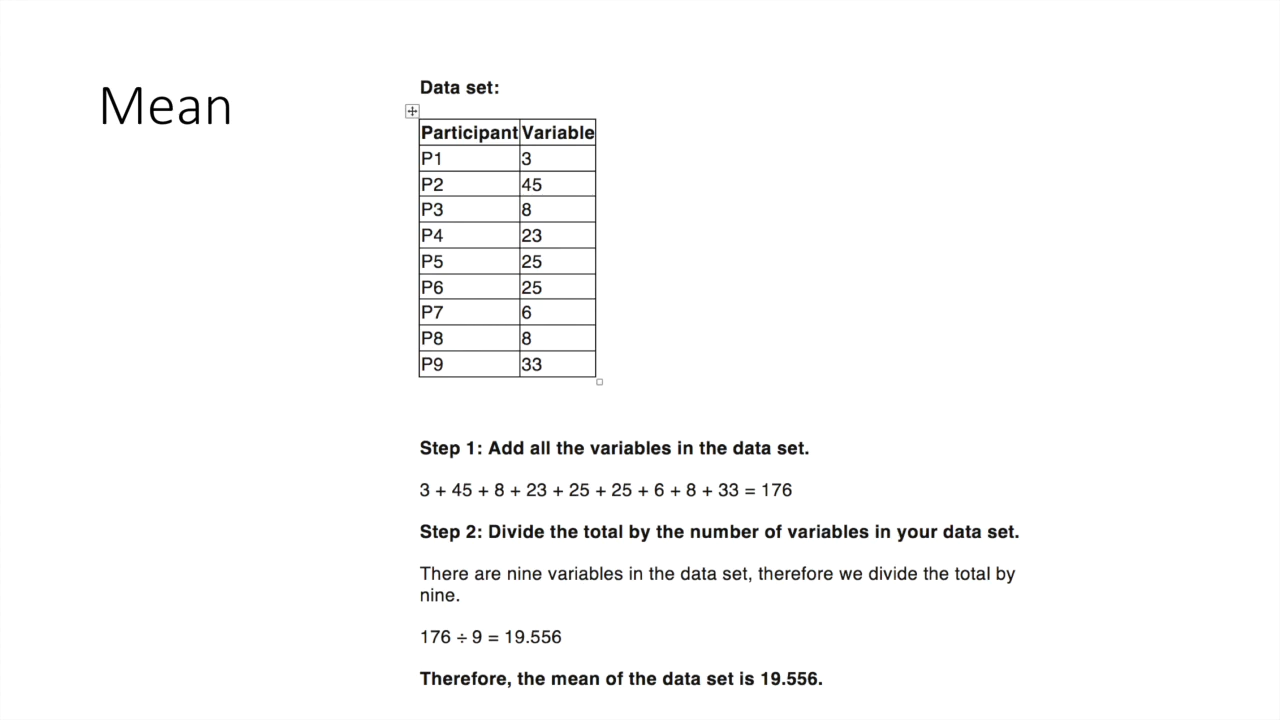 Mean
Data set:
Participant Variable
P1 3
P2 45
P3 8
P4 23
P5 25
P6 25
P7 6
P8 8
P9 33
Step 1: Add all the variables in the data set.
3 + 45 + 8 + 23 + 25 + 25 + 6 + 8 + 33 = 176
Step 2: Divide the total by the number of variables in your data set.
There are nine variables in the data set, therefore we divide the total by
nine.
176 ÷ 9 = 19.556
Therefore, the mean of the data set is 19.556.